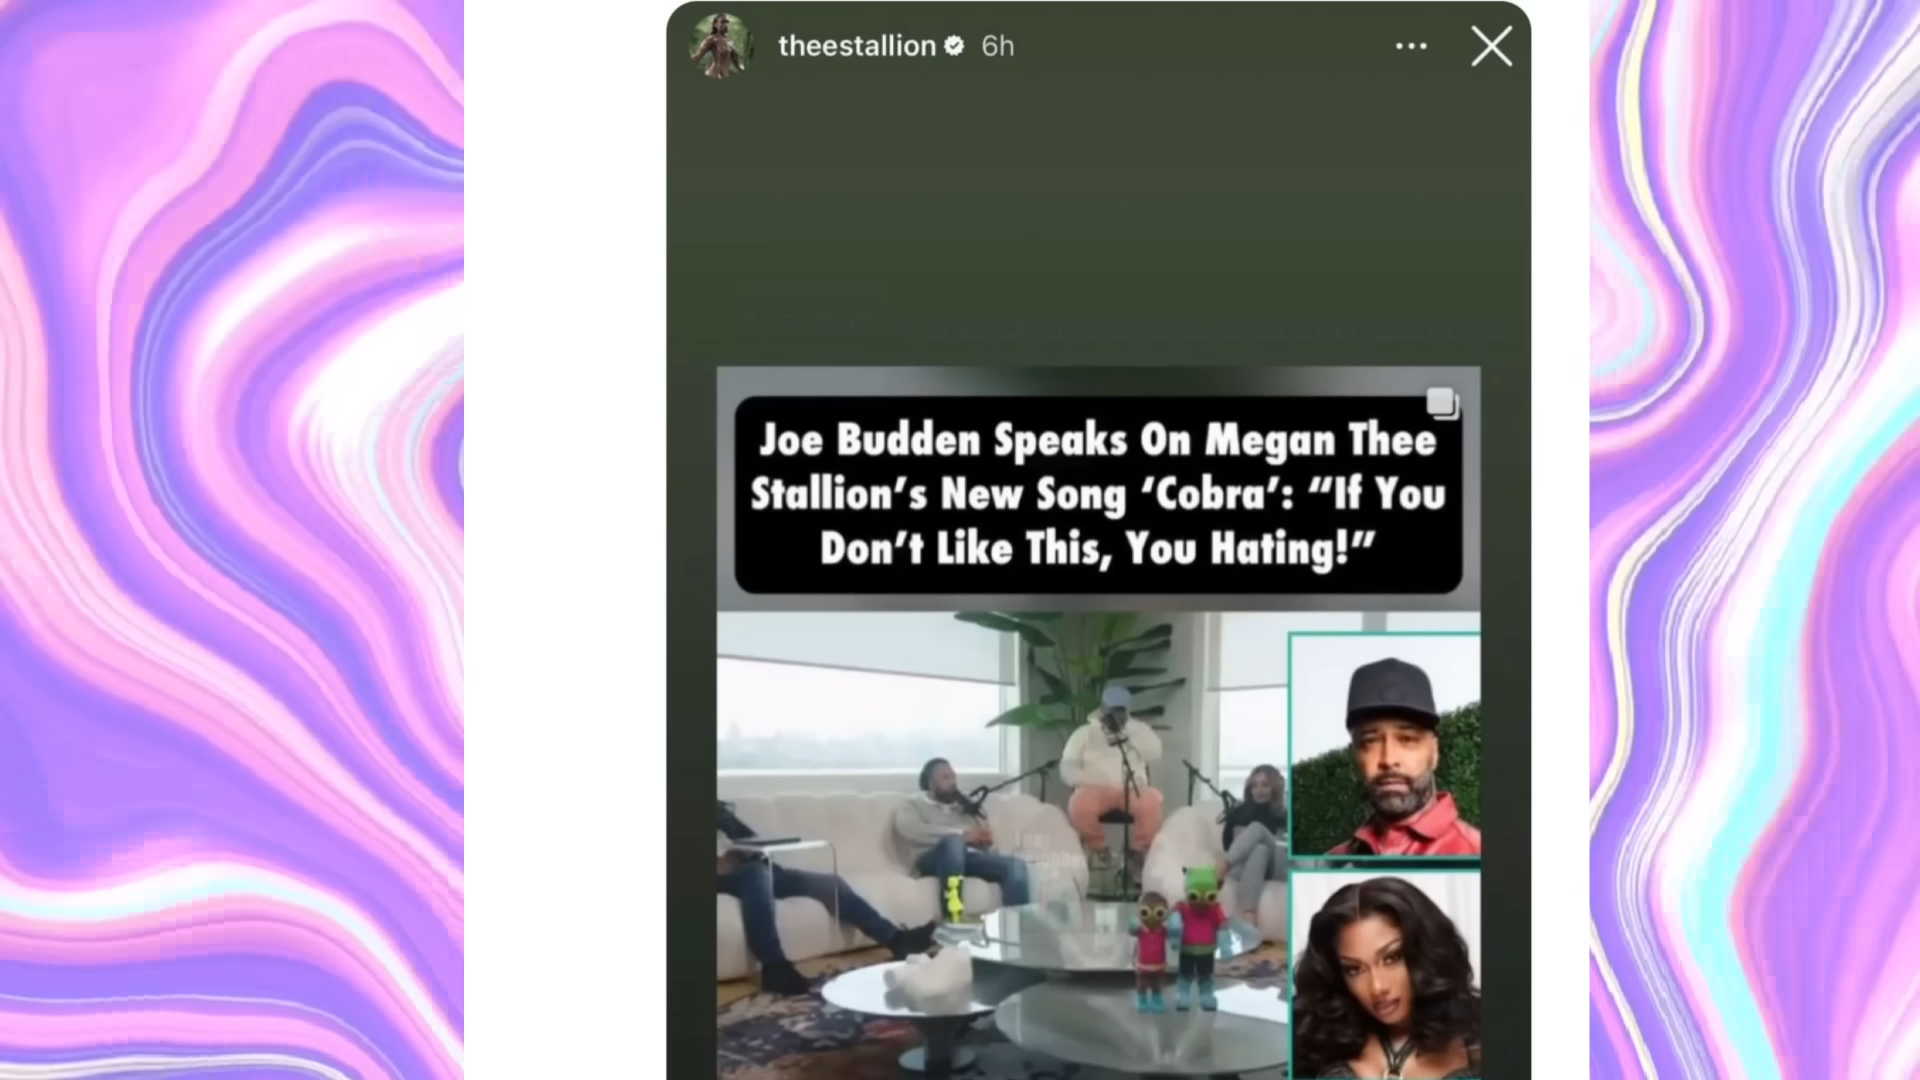 theestallion 6h
Joe Budden Speaks On Megan Thee
Stallion’s New Song ‘Cobra’: “If You
Don’t Like This, You Hating!”